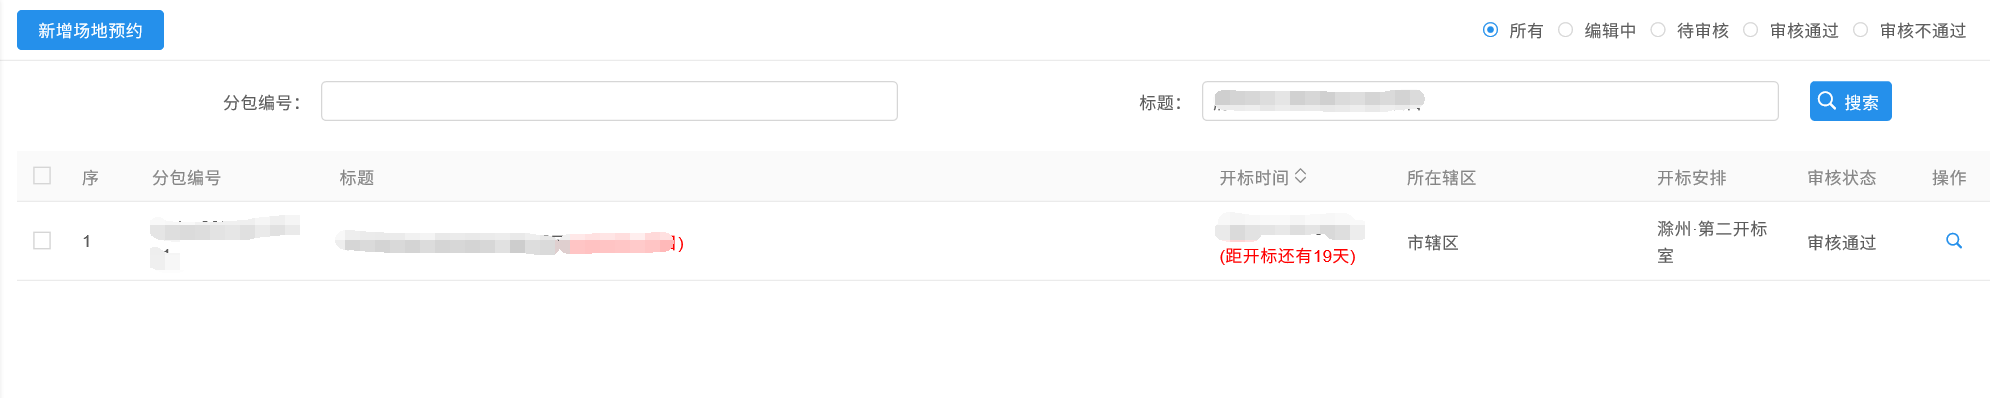 新增场地预约
所有 编辑中 待审核 审核通过 审核不通过
分包编号： 标题： 搜索
序 分包编号 标题 开标时间 所在辖区 开标安排 审核状态 操作
1 市辖区 滁州·第二开标室 审核通过
(距开标还有19天)